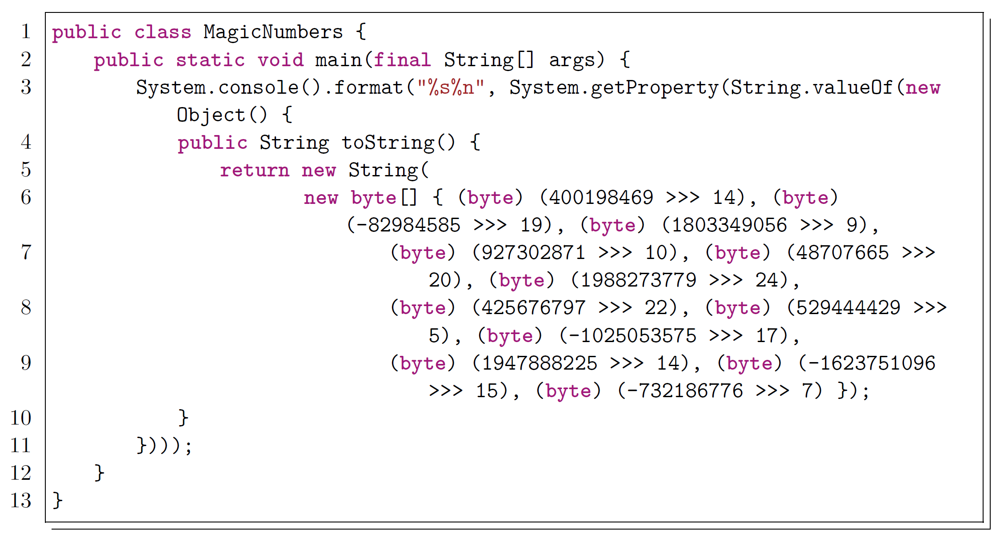 1 public class MagicNumbers {
2 public static void main(final String[] args) {
3 System.console().format("%s%n", System.getProperty(String.valueOf(new
Object() {
4 public String toString() {
5 return new String(
6 new byte[] { (byte) (400198469 >>> 14), (byte)
(-82984585 >>> 19), (byte) (1803349056 >>> 9),
7 (byte) (927302871 >>> 10), (byte) (48707665 >>>
20), (byte) (1988273779 >>> 24),
8 (byte) (425676797 >>> 22), (byte) (529444429 >>>
5), (byte) (-1025053575 >>> 17),
9 (byte) (1947888225 >>> 14), (byte) (-1623751096
>>> 15), (byte) (-732186776 >>> 7) });
10 }
11 })));
12 }
13 }